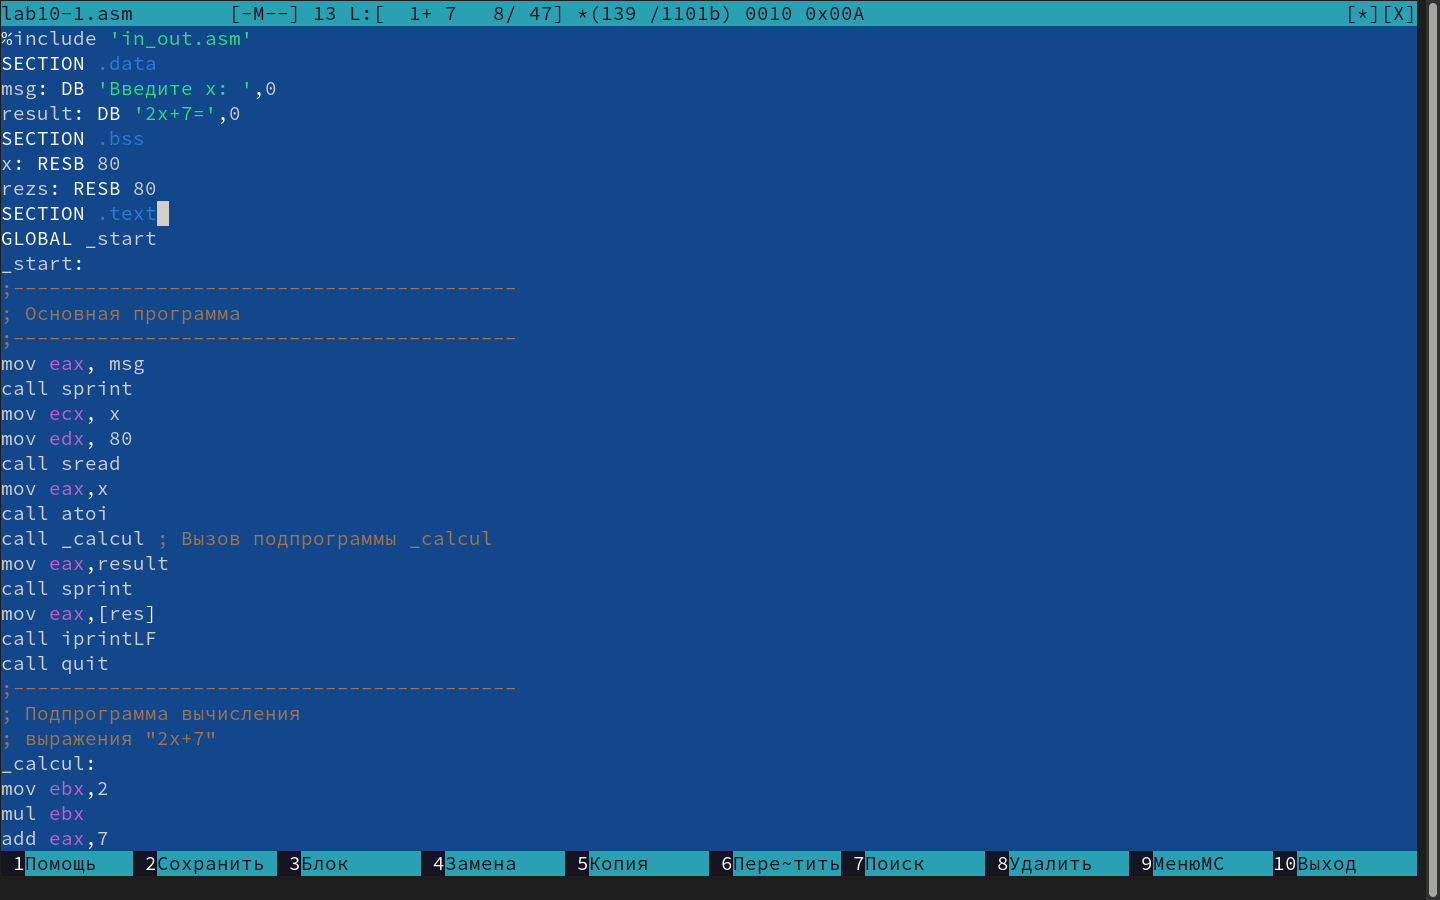 lab10-1.asm [-M--] 13 L:[ 1+ 7 8/ 47] *(139 /1101b) 0010 0x00A [*][X]
%include 'in_out.asm'
SECTION .data
msg: DB 'Введите x: ',0
result: DB '2x+7=',0
SECTION .bss
x: RESB 80
rezs: RESB 80
SECTION .text
GLOBAL _start
_start:
;------------------------------------------
; Основная программа
;------------------------------------------
mov eax, msg
call sprint
mov ecx, x
mov edx, 80
call sread
mov eax,x
call atoi
call _calcul ; Вызов подпрограммы _calcul
mov eax,result
call sprint
mov eax,[res]
call iprintLF
call quit
;------------------------------------------
; Подпрограмма вычисления
; выражения "2x+7"
_calcul:
mov ebx,2
mul ebx
add eax,7
1Помощь 2Сохранить 3Блок 4Замена 5Копия 6Пере~тить 7Поиск 8Удалить 9МенюMC 10Выход